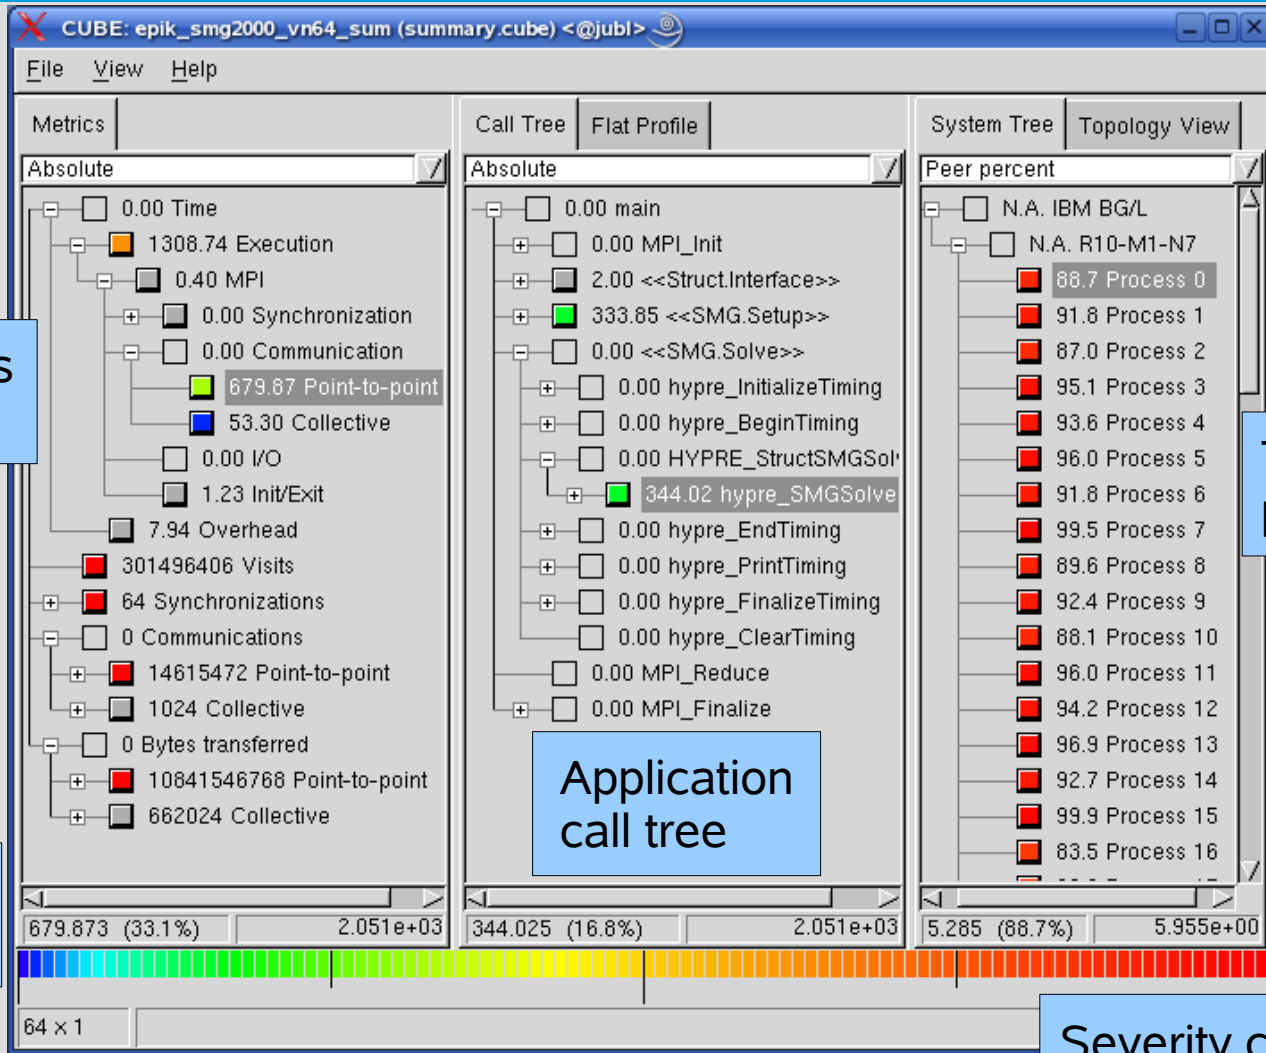 CUBE: epik_smg2000_vn64_sum (summary.cube) <@jubl>
File View Help
Metrics
Absolute
0.00 Time
1308.74 Execution
0.40 MPI
0.00 Synchronization
0.00 Communication
679.87 Point-to-point
53.30 Collective
0.00 I/O
1.23 Init/Exit
7.94 Overhead
301496406 Visits
64 Synchronizations
0 Communications
14615472 Point-to-point
1024 Collective
0 Bytes transferred
10841546768 Point-to-point
662024 Collective
679.873 (33.1%) 2.051e+03
Call Tree Flat Profile
Absolute
0.00 main
0.00 MPI_Init
2.00 <<Struct.Interface>>
333.85 <<SMG.Setup>>
0.00 <<SMG.Solve>>
0.00 hypre_InitializeTiming
0.00 hypre_BeginTiming
0.00 HYPRE_StructSMGSol
344.02 hypre_SMGSolve
0.00 hypre_EndTiming
0.00 hypre_PrintTiming
0.00 hypre_FinalizeTiming
0.00 hypre_ClearTiming
0.00 MPI_Reduce
0.00 MPI_Finalize
Application
call tree
344.025 (16.8%) 2.051e+03
System Tree Topology View
Peer percent
N.A. IBM BG/L
N.A. R10-M1-N7
88.7 Process 0
91.8 Process 1
87.0 Process 2
95.1 Process 3
93.6 Process 4
96.0 Process 5
91.8 Process 6
99.5 Process 7
89.6 Process 8
92.4 Process 9
88.1 Process 10
96.0 Process 11
94.2 Process 12
96.9 Process 13
92.7 Process 14
99.9 Process 15
83.5 Process 16
5.285 (88.7%) 5.955e+00
64 x 1
Severity